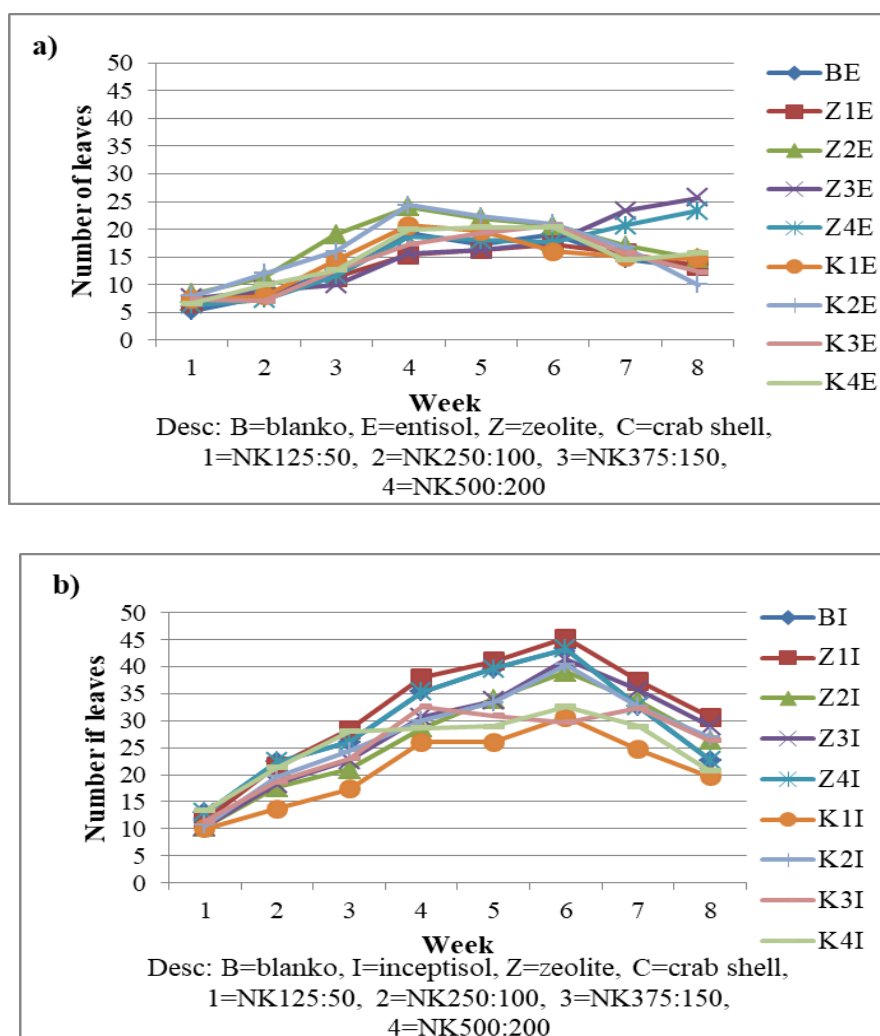 a)
50
45
40
35
30
25
20
15
10
5
0
Number of leaves
1 2 3 4 5 6 7 8
Week
BE
Z1E
Z2E
Z3E
Z4E
K1E
K2E
K3E
K4E
Desc: B=blanko, E=entisol, Z=zeolite, C=crab shell,
1=NK125:50, 2=NK250:100, 3=NK375:150,
4=NK500:200
b)
50
45
40
35
30
25
20
15
10
5
0
Number if leaves
1 2 3 4 5 6 7 8
Week
BI
Z1I
Z2I
Z3I
Z4I
K1I
K2I
K3I
K4I
Desc: B=blanko, I=inceptisol, Z=zeolite, C=crab shell,
1=NK125:50, 2=NK250:100, 3=NK375:150,
4=NK500:200